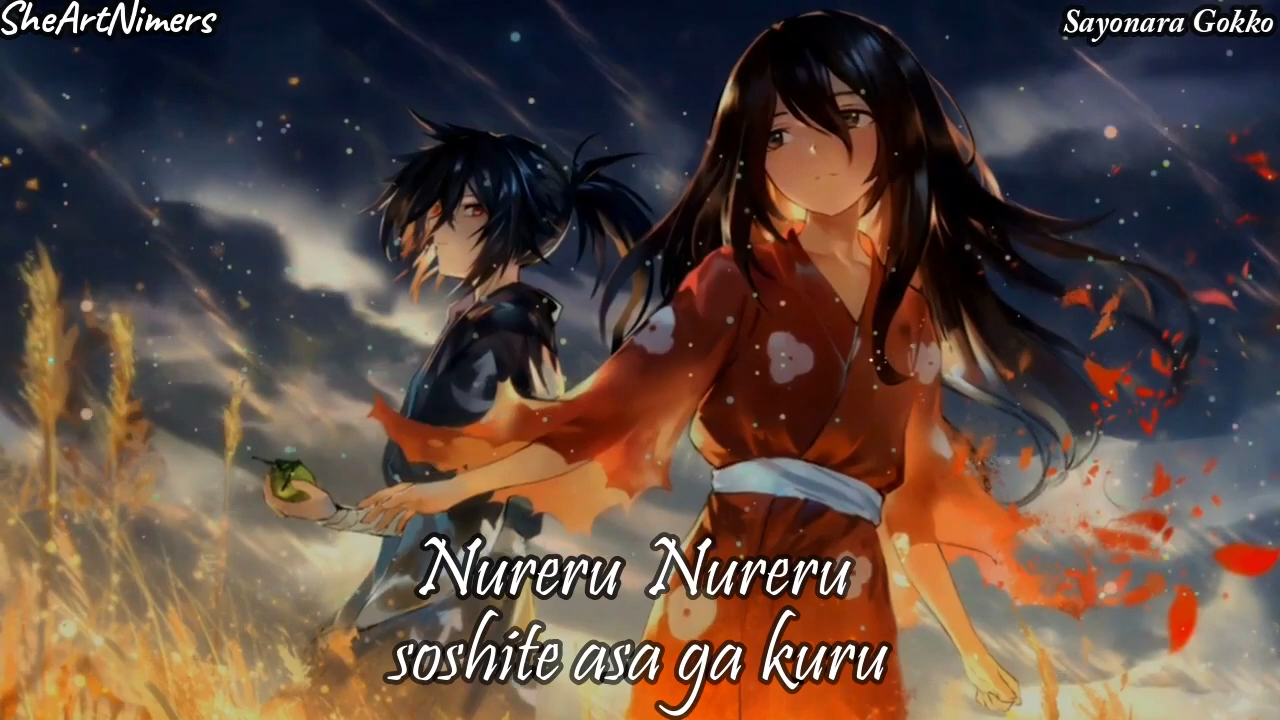 SheArtNimers
Sayonara Gokko
Nureru Nureru
soshite asa ga kuru